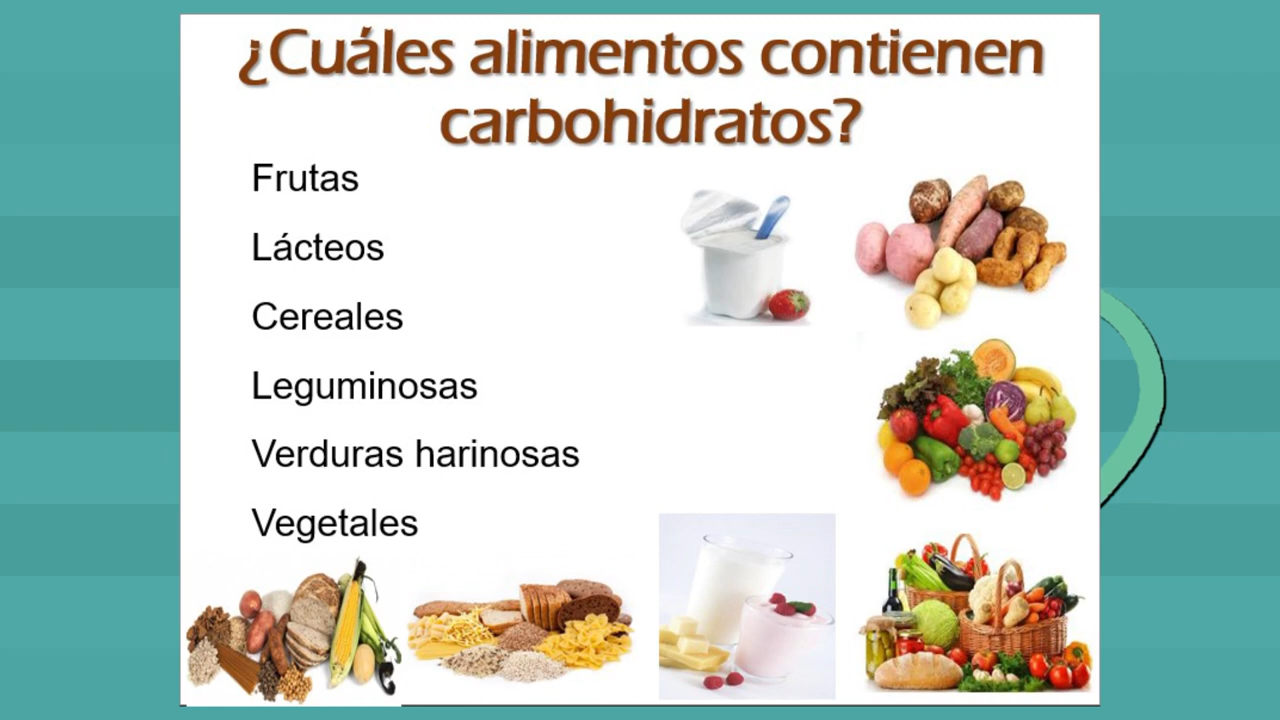 ¿Cuáles alimentos contienen
carbohidratos?
Frutas
Lácteos
Cereales
Leguminosas
Verduras harinosas
Vegetales